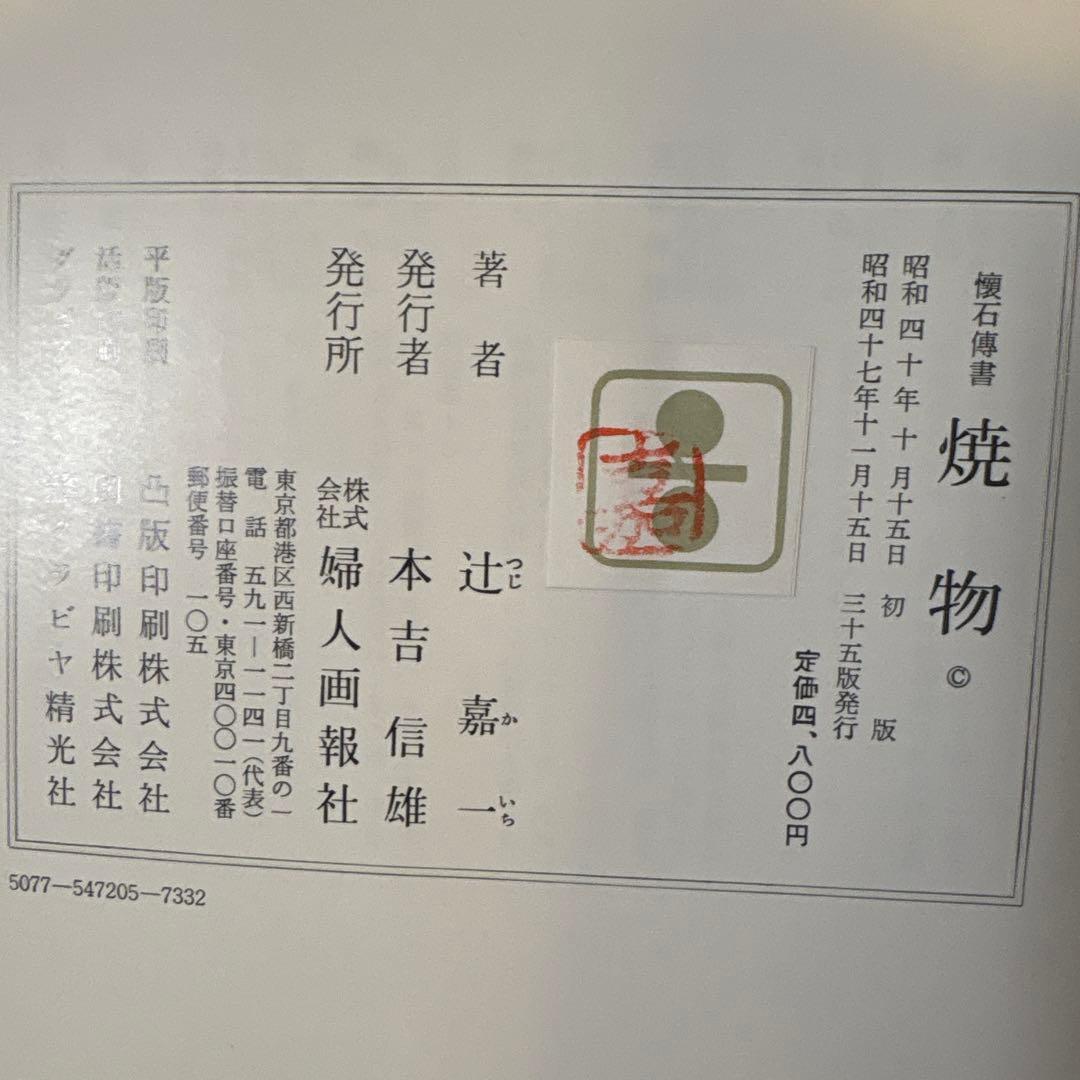 懐石傳書
焼物 ©
昭和四十年十月十五日 初版
昭和四十七年十一月十五日 三十五版発行
定価四、八〇〇円
著者 辻嘉一
つじ か いち
発行者 本吉信雄
発行所 株式会社 婦人画報社
東京都港区西新橋二丁目九番の一
電話 五九一―一一四一(代表)
振替口座番号・東京四〇〇一〇番
郵便番号 一〇五
平版印刷 凸版印刷株式会社
印刷株式会社
ラビヤ精光社
5077―547205―7332